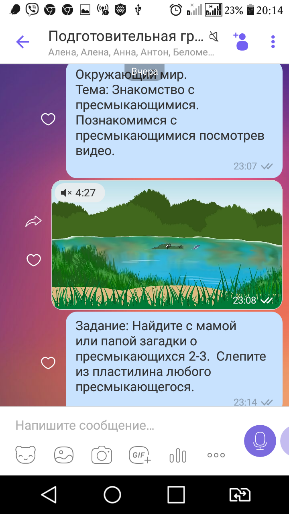 23% 20:14
Подготовительная гр...
Алена, Алена, Анна, Антон, Беломе...
Вчера
Окружающий мир.
Тема: Знакомство с
пресмыкающимися.
Познакомимся с
пресмыкающимися посмотрев
видео.
23:07
4:27
23:08
Задание: Найдите с мамой
или папой загадки о
пресмыкающихся 2-3. Слепите
из пластилина любого
пресмыкающегося.
23:14
Напишите сообщение...
GIF